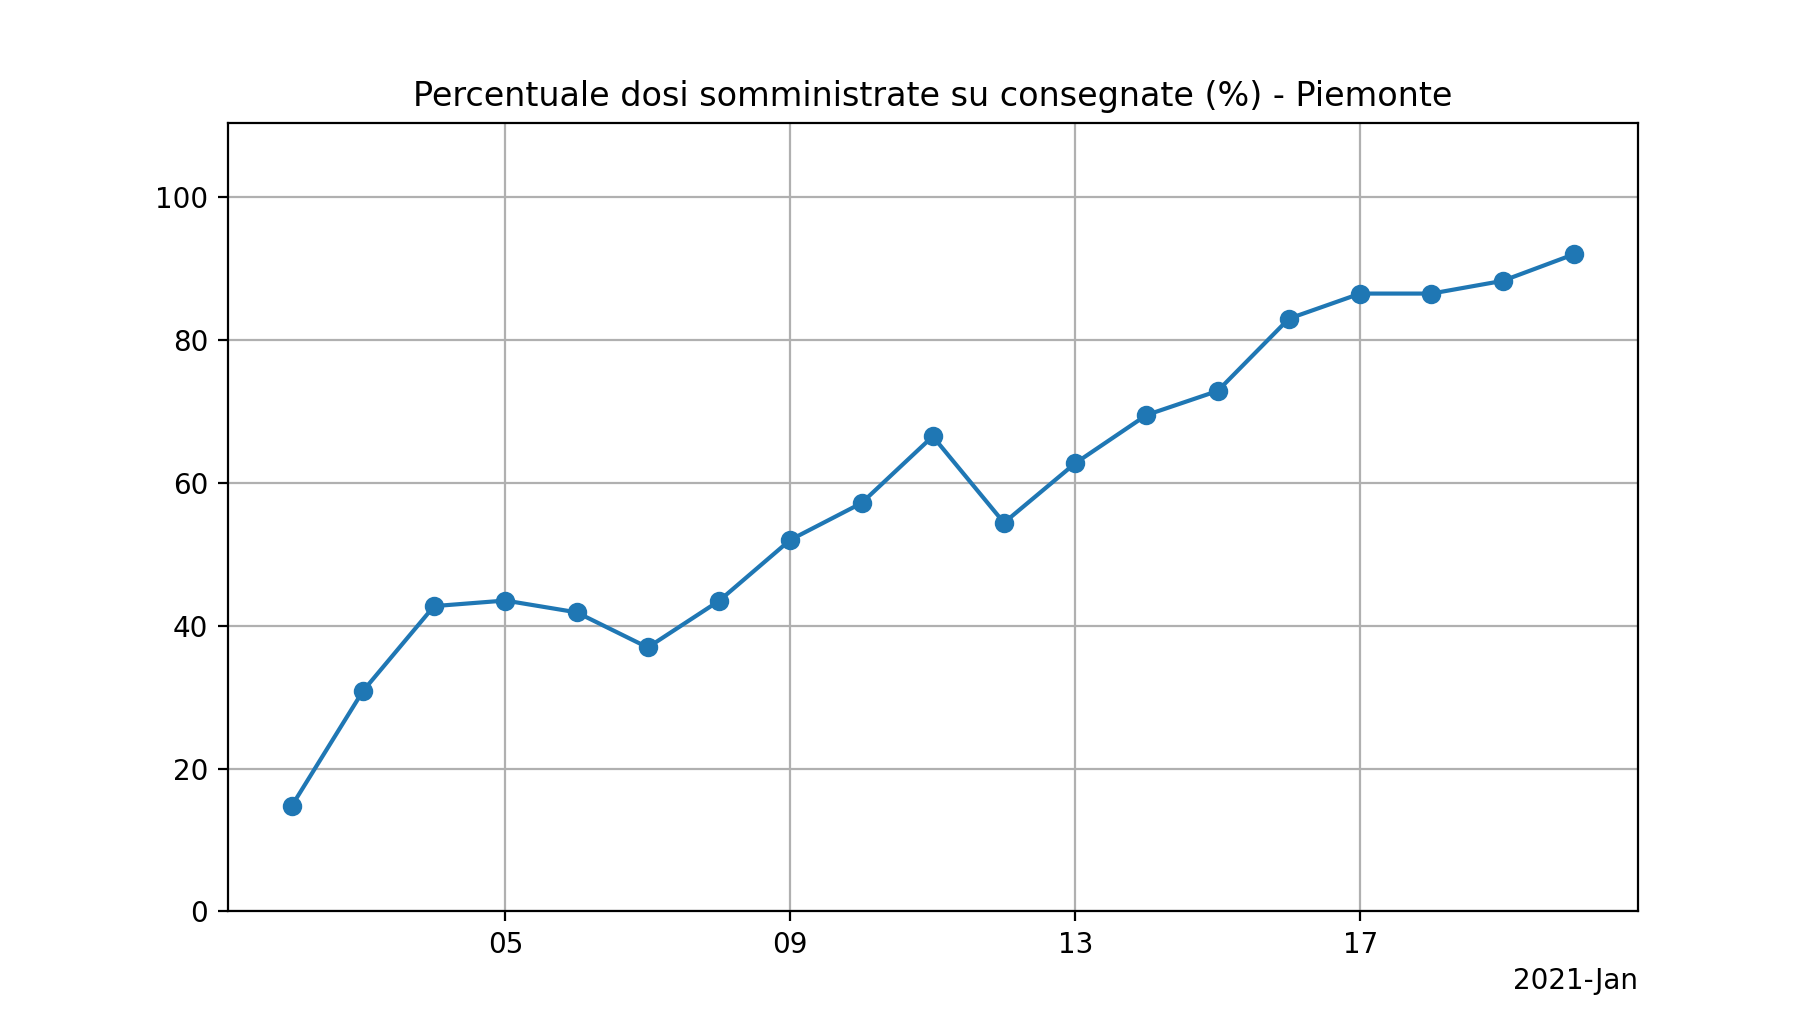 Percentuale dosi somministrate su consegnate (%) - Piemonte
100
80
60
40
20
0
05 09 13 17
2021-Jan